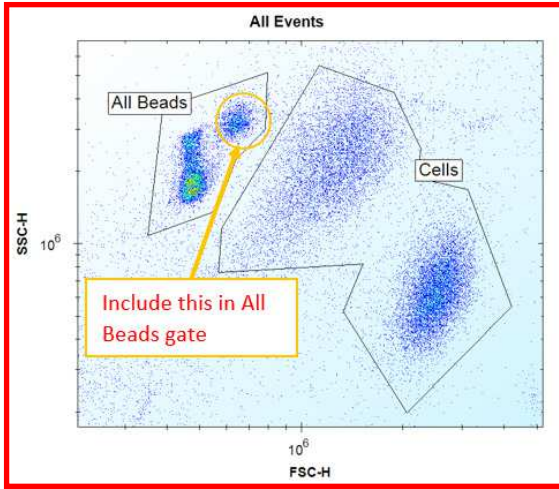 All Events
All Beads
Cells
SSC-H
10⁶
Include this in All
Beads gate
10⁶
FSC-H